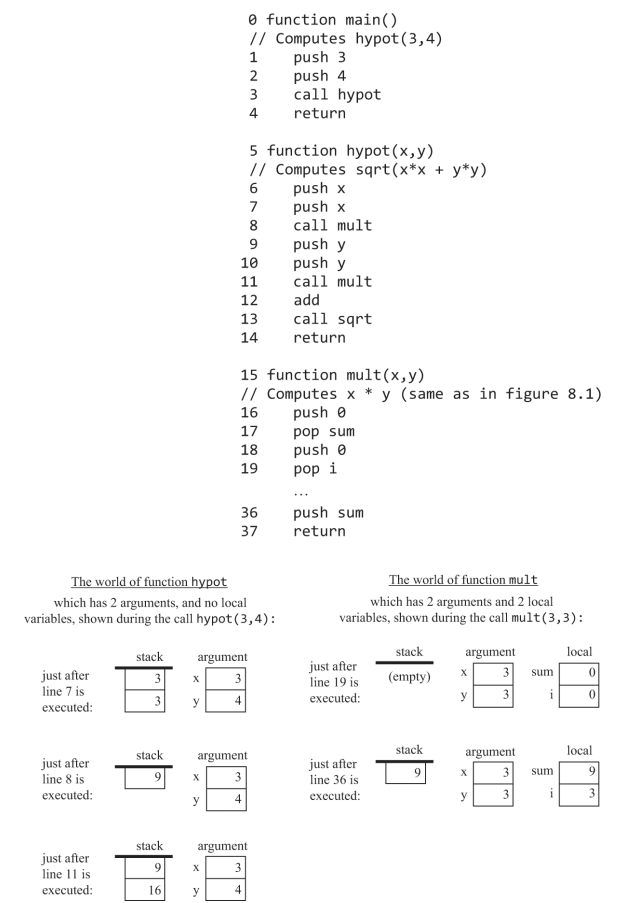 0 function main()
// Computes hypot(3,4)
1 push 3
2 push 4
3 call hypot
4 return
5 function hypot(x,y)
// Computes sqrt(x*x + y*y)
6 push x
7 push x
8 call mult
9 push y
10 push y
11 call mult
12 add
13 call sqrt
14 return
15 function mult(x,y)
// Computes x * y (same as in figure 8.1)
16 push 0
17 pop sum
18 push 0
19 pop i
...
36 push sum
37 return
The world of function hypot
which has 2 arguments, and no local
variables, shown during the call hypot(3,4):
stack argument
just after
line 7 is
executed:
3 x 3
3 y 4
stack argument
just after
line 8 is
executed:
9 x 3
y 4
stack argument
just after
line 11 is
executed:
9 x 3
16 y 4
The world of function mult
which has 2 arguments and 2 local
variables, shown during the call mult(3,3):
stack argument local
just after
line 19 is
executed:
(empty) x 3 sum 0
y 3 i 0
stack argument local
just after
line 36 is
executed:
9 x 3 sum 9
y 3 i 3